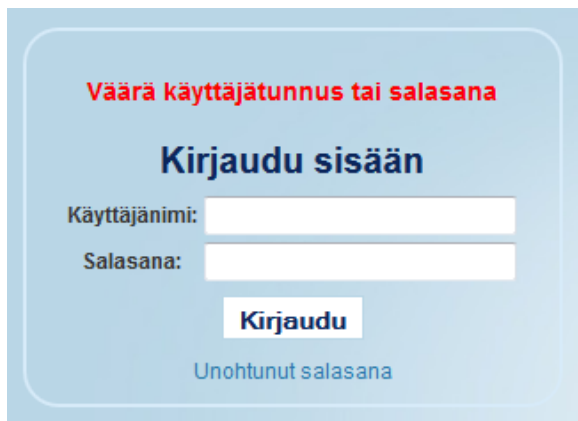 Väärä käyttäjätunnus tai salasana
Kirjaudu sisään
Käyttäjänimi:
Salasana:
Kirjaudu
Unohtunut salasana